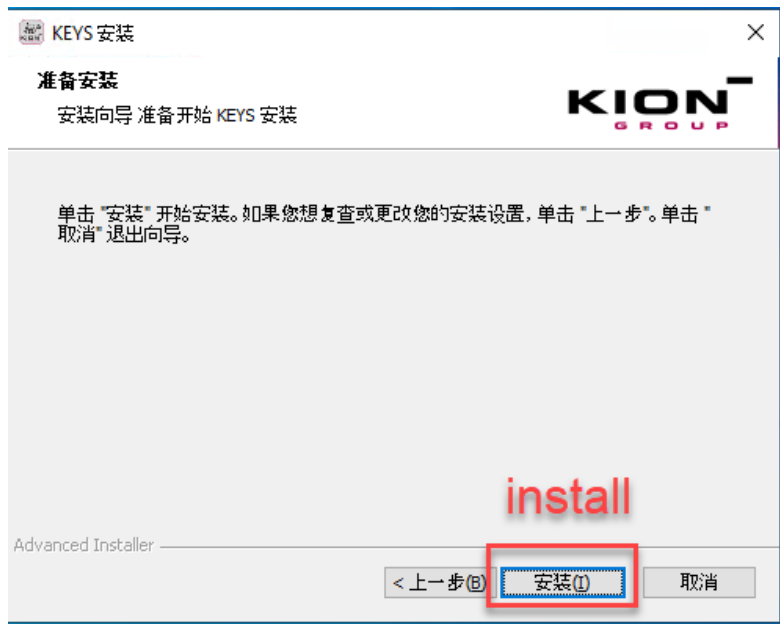 KEYS 安装
准备安装
安装向导 准备开始 KEYS 安装
KION
GROUP
单击 "安装" 开始安装。如果您想复查或更改您的安装设置，单击 "上一步"。单击 "
取消" 退出向导。
install
Advanced Installer
< 上一步(B)
安装(I)
取消